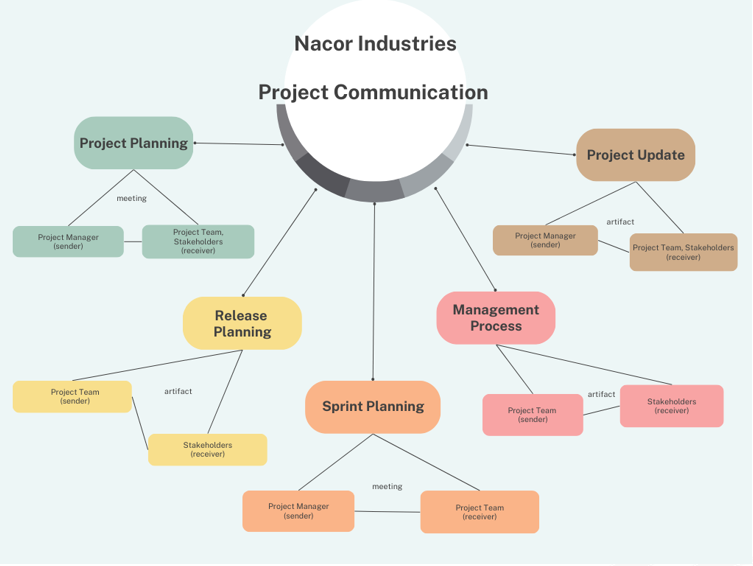 Nacor Industries
Project Communication
Project Planning
meeting
Project Manager
(sender)
Project Team,
Stakeholders
(receiver)
Project Update
artifact
Project Manager
(sender)
Project Team, Stakeholders
(receiver)
Release
Planning
artifact
Project Team
(sender)
Stakeholders
(receiver)
Management
Process
artifact
Project Team
(sender)
Stakeholders
(receiver)
Sprint Planning
meeting
Project Manager
(sender)
Project Team
(receiver)